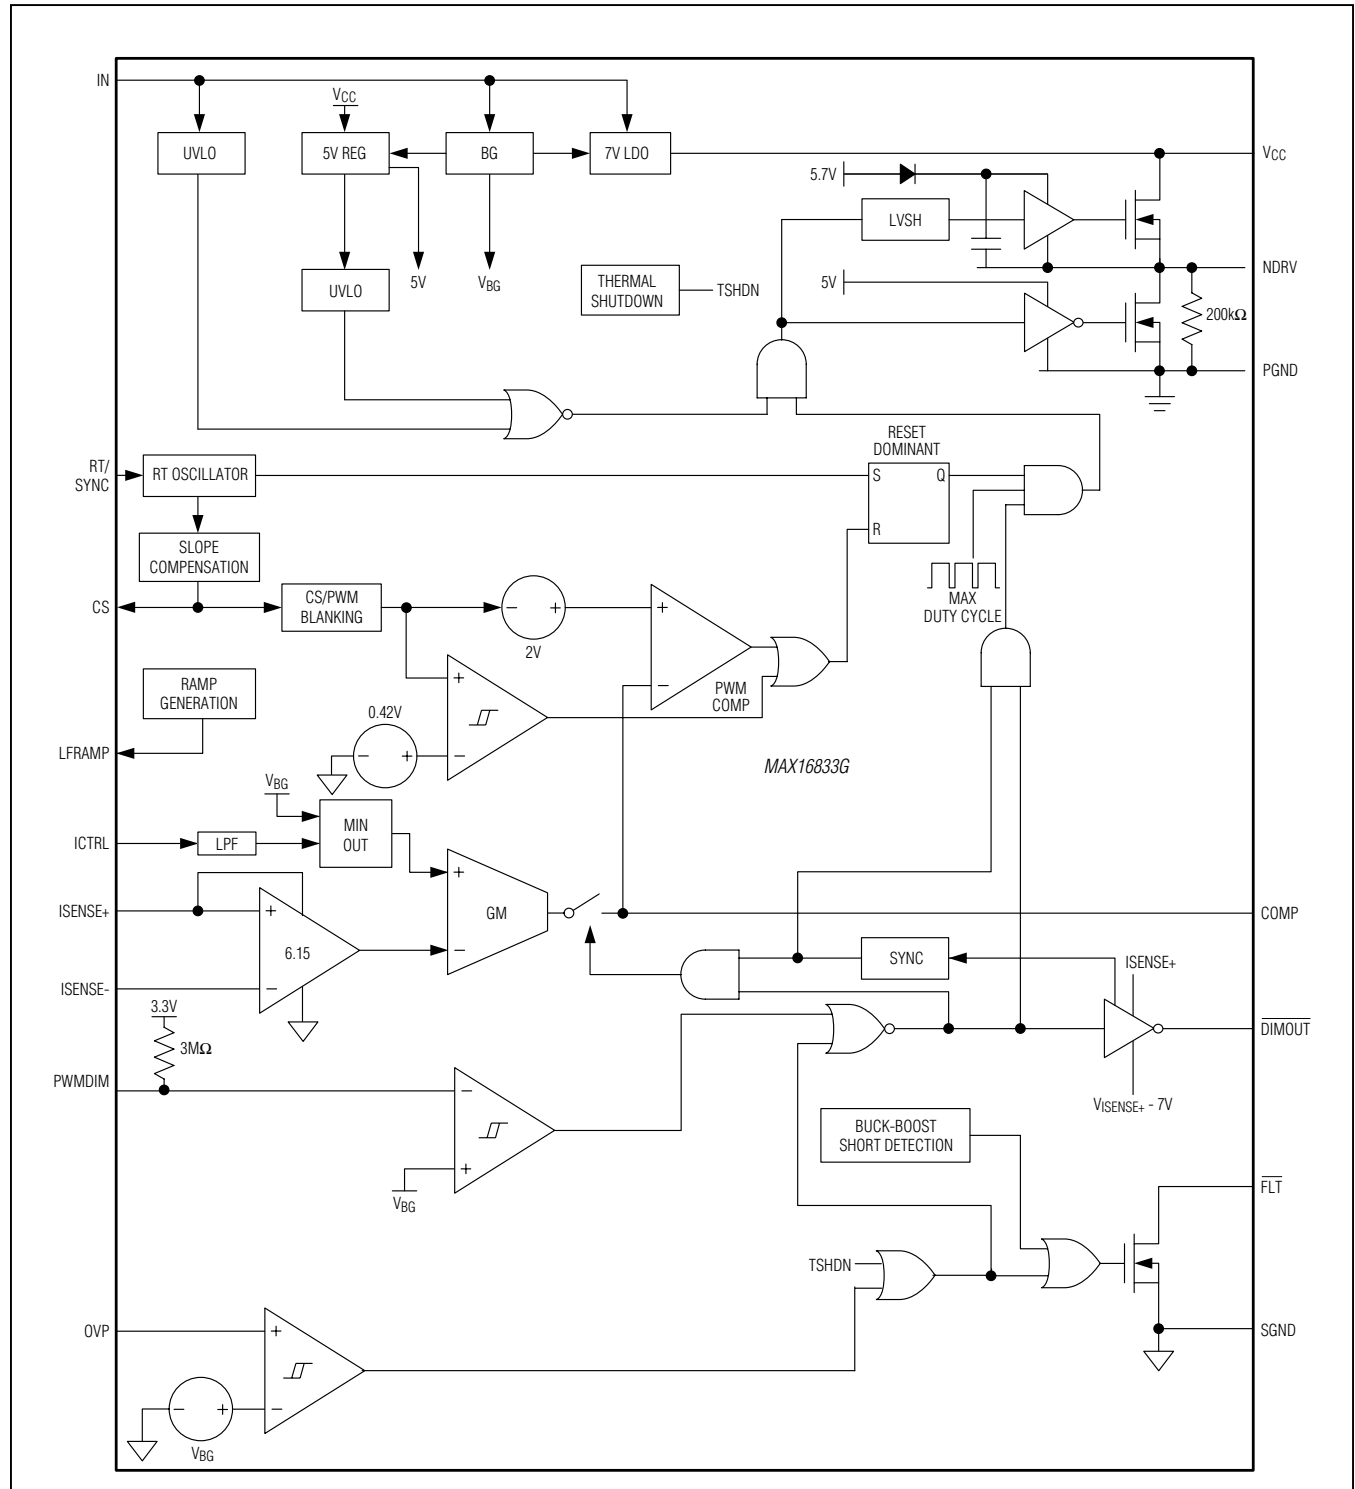 IN
VCC
UVLO
5V REG
BG
7V LDO
VCC
5.7V
LVSH
UVLO
5V
VBG
THERMAL
SHUTDOWN
TSHDN
5V
NDRV
200kΩ
PGND
RT/
SYNC
RT OSCILLATOR
RESET
DOMINANT
S
Q
R
SLOPE
COMPENSATION
CS
CS/PWM
BLANKING
-
+
2V
+
-
PWM
COMP
MAX
DUTY CYCLE
RAMP
GENERATION
LFRAMP
0.42V
-
+
+
-
MAX16833G
VBG
MIN
OUT
ICTRL
LPF
+
-
GM
COMP
ISENSE+
+
6.15
-
ISENSE-
SYNC
ISENSE+
3.3V
3MΩ
DIMOUT
PWMDIM
-
+
VBG
VISENSE+ - 7V
BUCK-BOOST
SHORT DETECTION
FLT
TSHDN
OVP
+
-
-
+
VBG
SGND